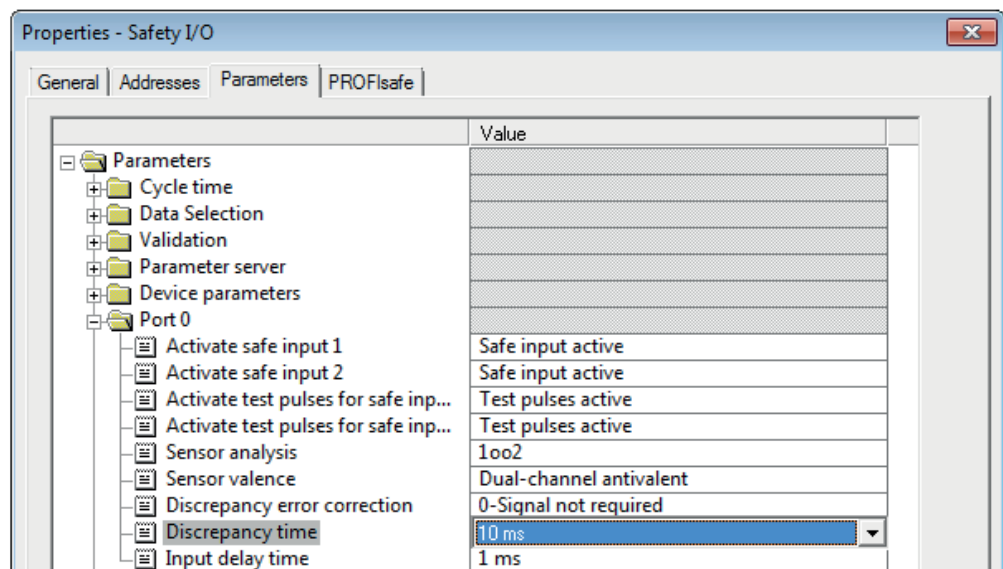 Properties - Safety I/O
General Addresses Parameters PROFIsafe
Value
Parameters
Cycle time
Data Selection
Validation
Parameter server
Device parameters
Port 0
Activate safe input 1 Safe input active
Activate safe input 2 Safe input active
Activate test pulses for safe inp... Test pulses active
Activate test pulses for safe inp... Test pulses active
Sensor analysis 1oo2
Sensor valence Dual-channel antivalent
Discrepancy error correction 0-Signal not required
Discrepancy time 10 ms
Input delay time 1 ms